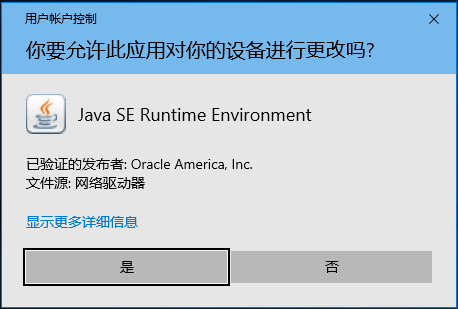 用户帐户控制
你要允许此应用对你的设备进行更改吗?
Java SE Runtime Environment
已验证的发布者: Oracle America, Inc.
文件源: 网络驱动器
显示更多详细信息
是
否